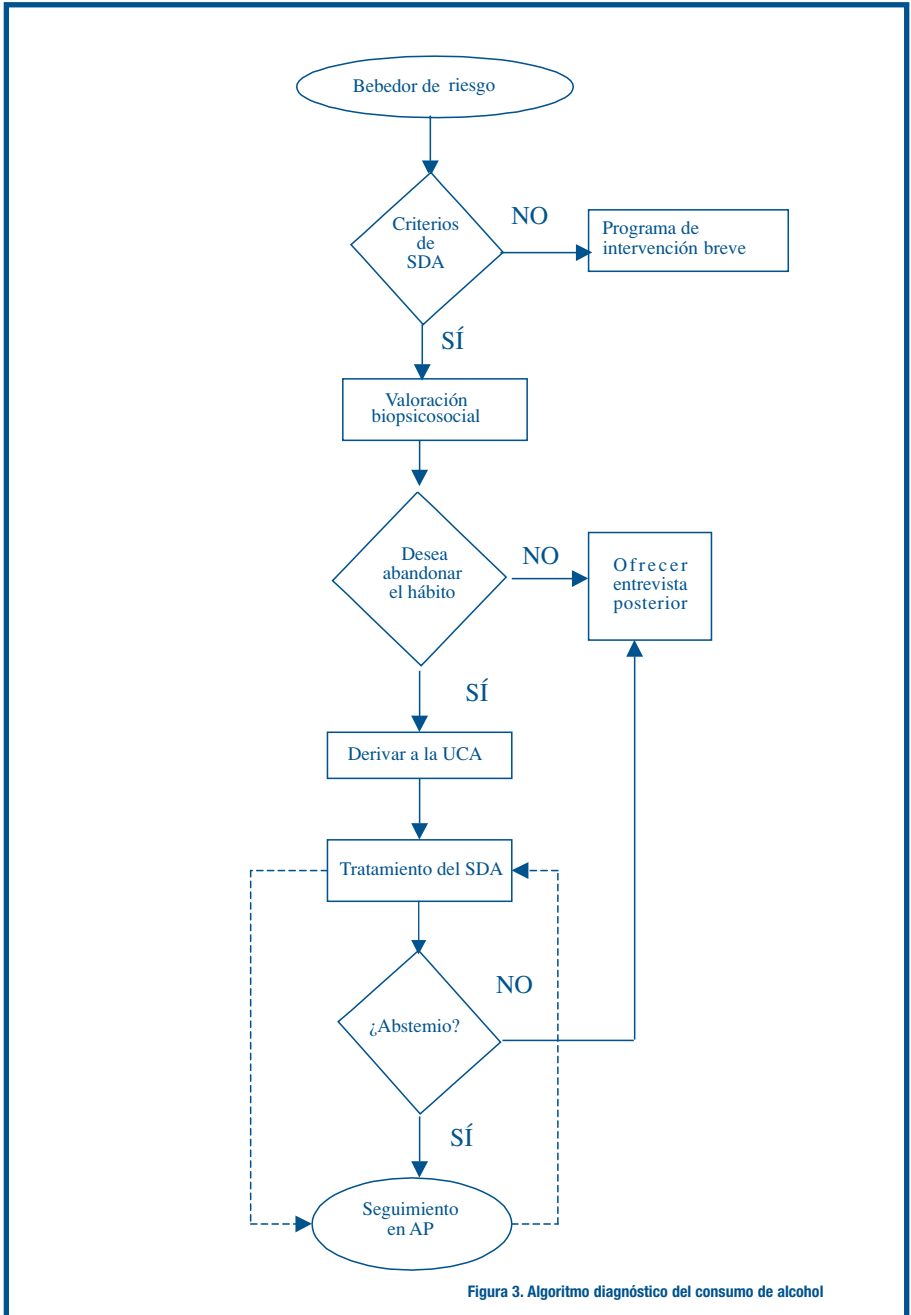 Bebedor de riesgo
Criterios
de
SDA
NO
Programa de
intervención breve
SÍ
Valoración
biopsicosocial
Desea
abandonar
el hábito
NO
Ofrecer
entrevista
posterior
SÍ
Derivar a la UCA
Tratamiento del SDA
NO
¿Abstemio?
SÍ
Seguimiento
en AP
Figura 3. Algoritmo diagnóstico del consumo de alcohol